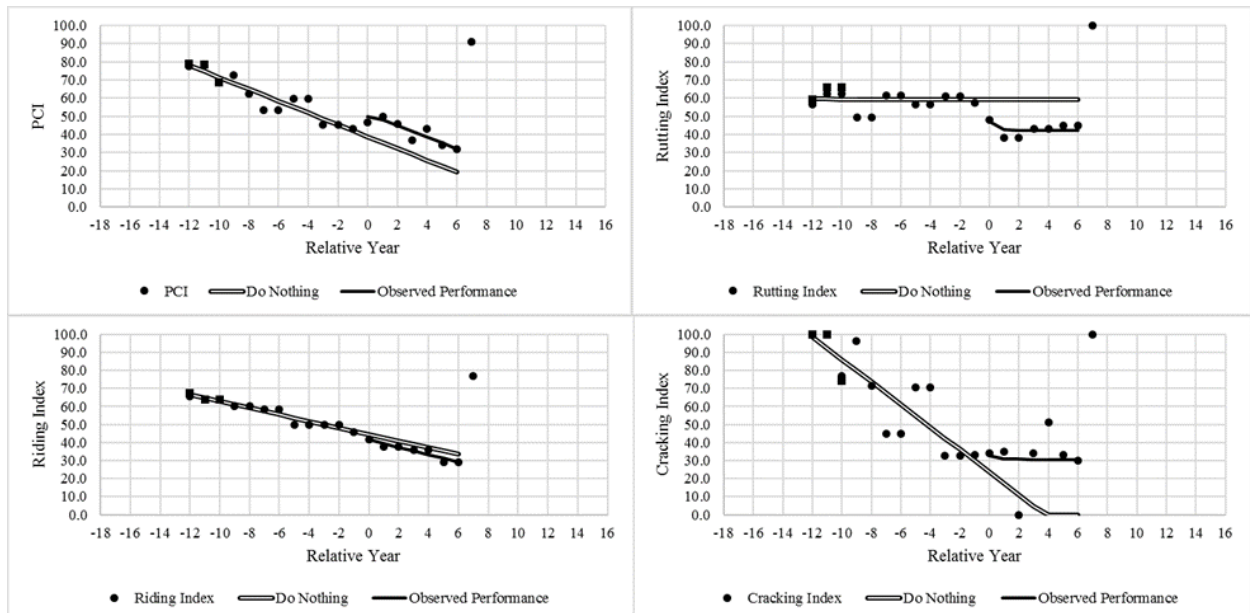 100.0
90.0
80.0
70.0
60.0
50.0
40.0
30.0
20.0
10.0
0.0
PCI
-18 -16 -14 -12 -10 -8 -6 -4 -2 0 2 4 6 8 10 12 14 16
Relative Year
PCI Do Nothing Observed Performance
100.0
90.0
80.0
70.0
60.0
50.0
40.0
30.0
20.0
10.0
0.0
Rutting Index
-18 -16 -14 -12 -10 -8 -6 -4 -2 0 2 4 6 8 10 12 14 16
Relative Year
Rutting Index Do Nothing Observed Performance
100.0
90.0
80.0
70.0
60.0
50.0
40.0
30.0
20.0
10.0
0.0
Riding Index
-18 -16 -14 -12 -10 -8 -6 -4 -2 0 2 4 6 8 10 12 14 16
Relative Year
Riding Index Do Nothing Observed Performance
100.0
90.0
80.0
70.0
60.0
50.0
40.0
30.0
20.0
10.0
0.0
Cracking Index
-18 -16 -14 -12 -10 -8 -6 -4 -2 0 2 4 6 8 10 12 14 16
Relative Year
Cracking Index Do Nothing Observed Performance